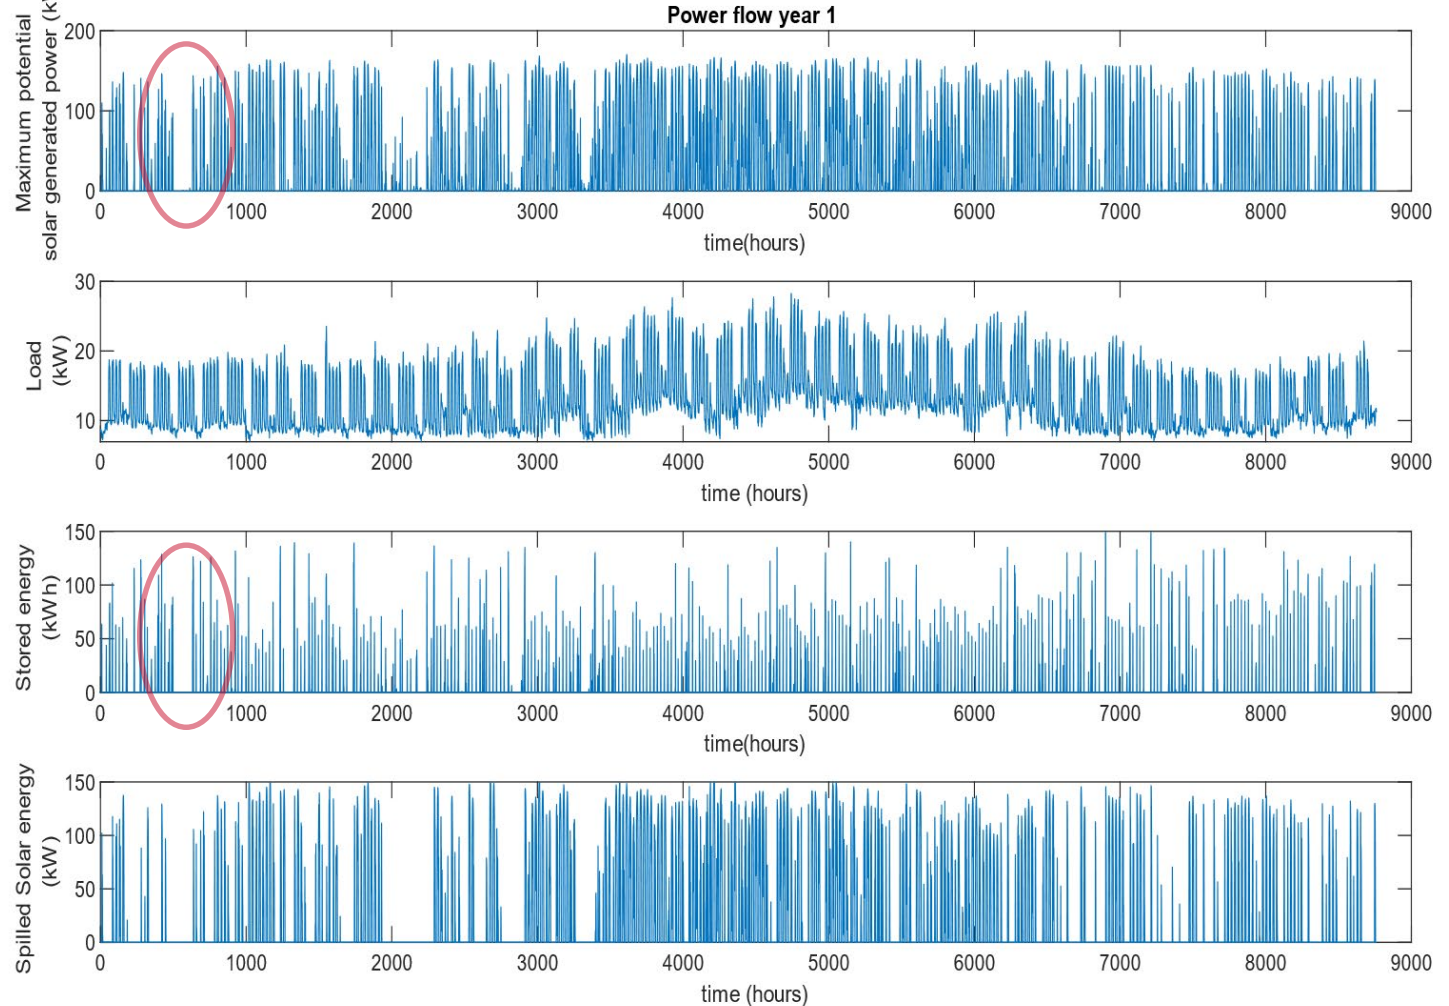 Power flow year 1
Maximum potential
solar generated power
200
100
0
0 1000 2000 3000 4000 5000 6000 7000 8000 9000
time(hours)
Load
(kW)
30
20
10
0 1000 2000 3000 4000 5000 6000 7000 8000 9000
time (hours)
Stored energy
(kWh)
150
100
50
0
0 1000 2000 3000 4000 5000 6000 7000 8000 9000
time(hours)
Spilled Solar energy
(kW)
150
100
50
0
0 1000 2000 3000 4000 5000 6000 7000 8000 9000
time (hours)